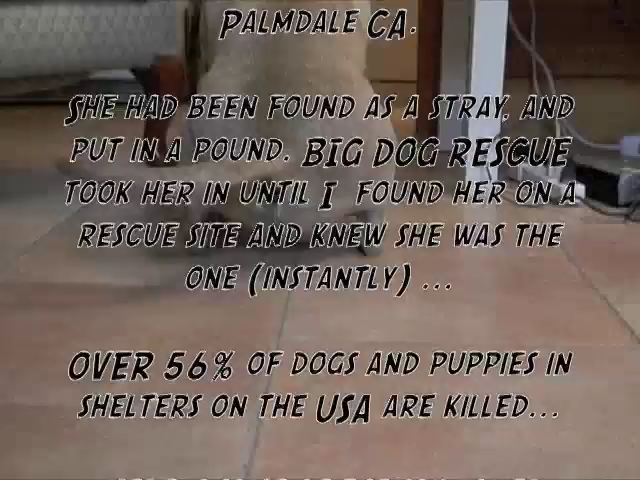 PALMDALE CA.
SHE HAD BEEN FOUND AS A STRAY, AND
PUT IN A POUND. BIG DOG RESCUE
TOOK HER IN UNTIL I FOUND HER ON A
RESCUE SITE AND KNEW SHE WAS THE
ONE (INSTANTLY) ...
OVER 56% OF DOGS AND PUPPIES IN
SHELTERS ON THE USA ARE KILLED...